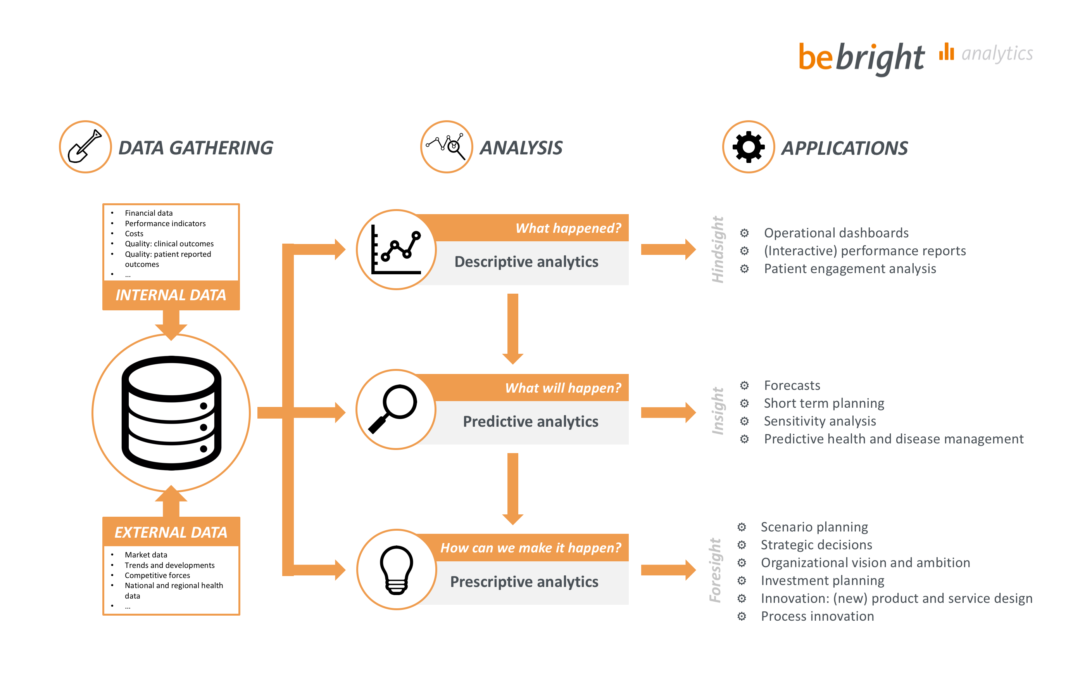 bebright analytics
DATA GATHERING
ANALYSIS
APPLICATIONS
• Financial data
• Performance indicators
• Costs
• Quality: clinical outcomes
• Quality: patient reported
outcomes
• ...
INTERNAL DATA
EXTERNAL DATA
• Market data
• Trends and developments
• Competitive forces
• National and regional health
data
• ...
What happened?
Descriptive analytics
What will happen?
Predictive analytics
How can we make it happen?
Prescriptive analytics
Hindsight
Operational dashboards
(Interactive) performance reports
Patient engagement analysis
Insight
Forecasts
Short term planning
Sensitivity analysis
Predictive health and disease management
Foresight
Scenario planning
Strategic decisions
Organizational vision and ambition
Investment planning
Innovation: (new) product and service design
Process innovation